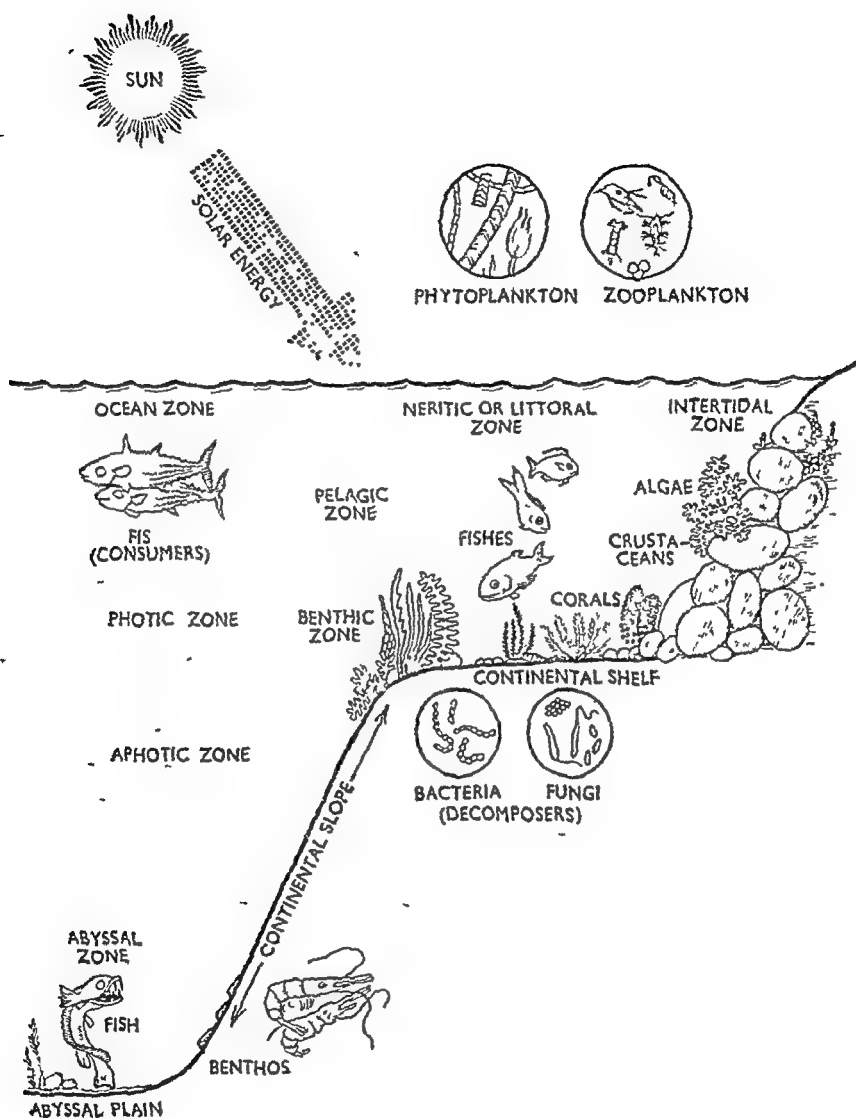 SUN
SOLAR ENERGY
PHYTOPLANKTON
ZOOPLANKTON
OCEAN ZONE
NERITIC OR LITTORAL
ZONE
INTERTIDAL
ZONE
PELAGIC
ZONE
ALGAE
FIS
(CONSUMERS)
FISHES
CRUSTA-
CEANS
PHOTIC ZONE
BENTHIC
ZONE
CORALS
CONTINENTAL SHELF
APHOTIC ZONE
BACTERIA
FUNGI
(DECOMPOSERS)
CONTINENTAL SLOPE
ABYSSAL
ZONE
FISH
BENTHOS
ABYSSAL PLAIN